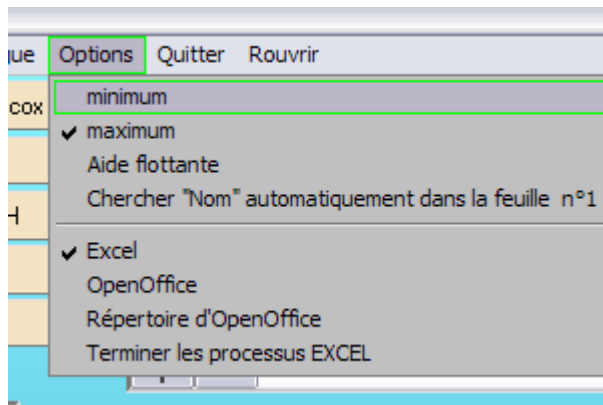 Options Quitter Rouvrir
minimum
cox
maximum
Aide flottante
Chercher "Nom" automatiquement dans la feuille n°1
H
Excel
OpenOffice
Répertoire d'OpenOffice
Terminer les processus EXCEL